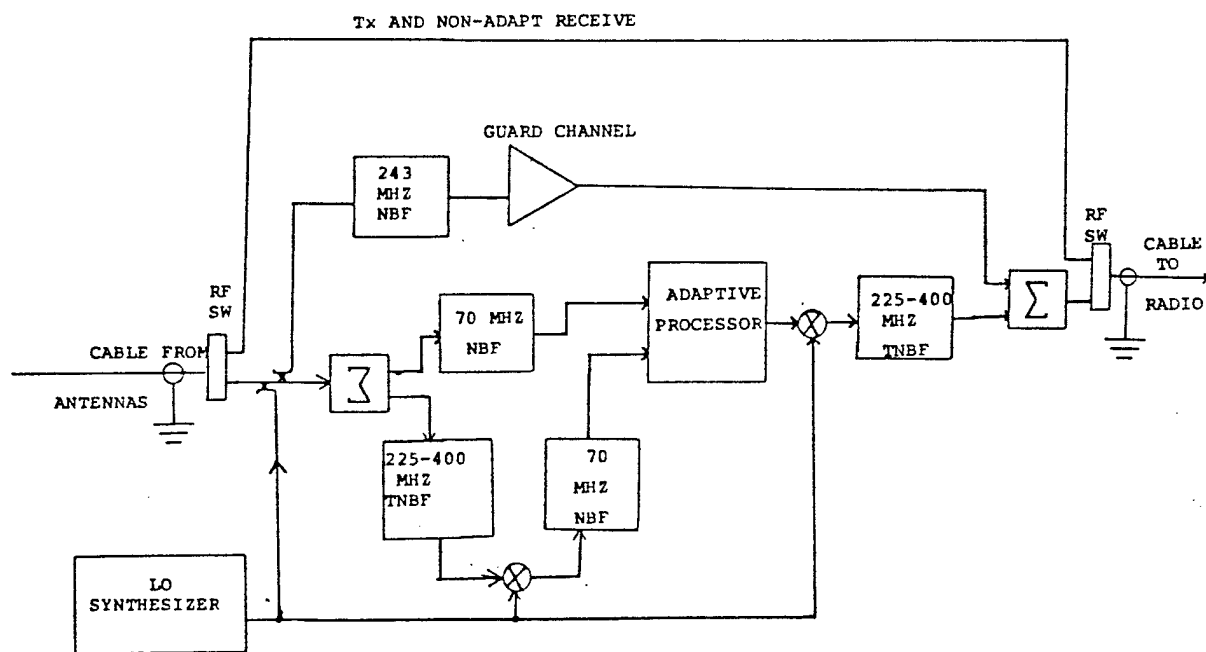 Tx AND NON-ADAPT RECEIVE
GUARD CHANNEL
243
MHZ
NBF
RF
SW
CABLE
TO
RADIO
RF
SW
ADAPTIVE
PROCESSOR
225-400
MHZ
TNBF
Σ
70 MHZ
NBF
CABLE FROM
ANTENNAS
Σ
225-400
MHZ
TNBF
70
MHZ
NBF
LO
SYNTHESIZER